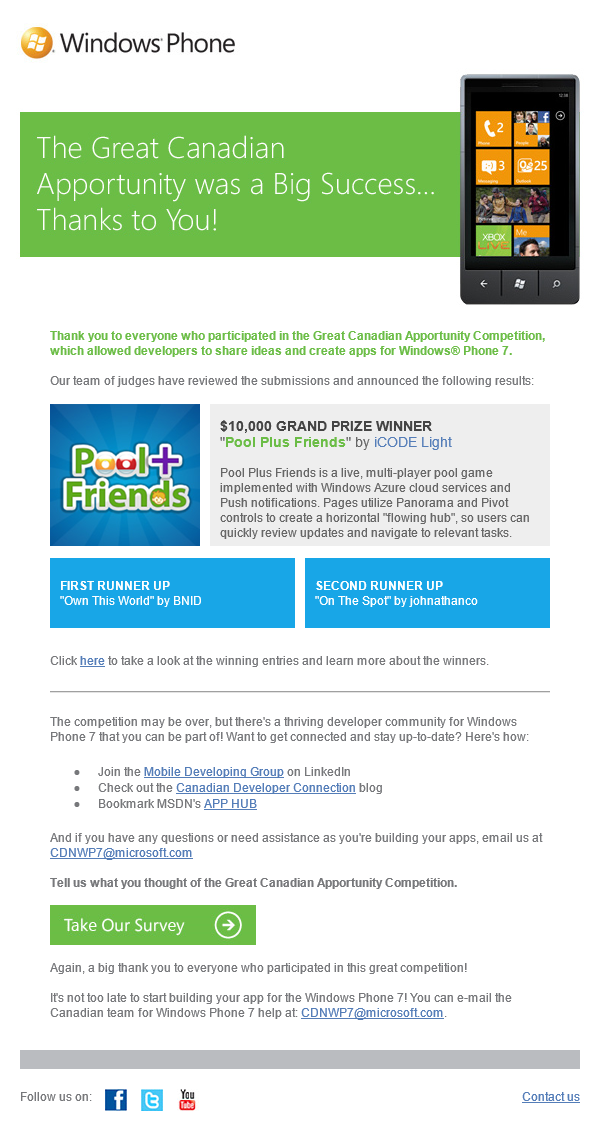 Windows® Phone
The Great Canadian
Apportunity was a Big Success...
Thanks to You!
12:38
2
Phone
People
3
Messaging
25
Outlook
Pictures
XBOX
LIVE
Me
Thank you to everyone who participated in the Great Canadian Apportunity Competition,
which allowed developers to share ideas and create apps for Windows® Phone 7.
Our team of judges have reviewed the submissions and announced the following results:
Pool+
Friends
$10,000 GRAND PRIZE WINNER
"Pool Plus Friends" by iCODE Light
Pool Plus Friends is a live, multi-player pool game
implemented with Windows Azure cloud services and
Push notifications. Pages utilize Panorama and Pivot
controls to create a horizontal "flowing hub", so users can
quickly review updates and navigate to relevant tasks.
FIRST RUNNER UP
"Own This World" by BNID
SECOND RUNNER UP
"On The Spot" by johnathanco
Click here to take a look at the winning entries and learn more about the winners.
The competition may be over, but there's a thriving developer community for Windows
Phone 7 that you can be part of! Want to get connected and stay up-to-date? Here's how:
● Join the Mobile Developing Group on LinkedIn
● Check out the Canadian Developer Connection blog
● Bookmark MSDN's APP HUB
And if you have any questions or need assistance as you're building your apps, email us at
CDNWP7@microsoft.com
Tell us what you thought of the Great Canadian Apportunity Competition.
Take Our Survey
Again, a big thank you to everyone who participated in this great competition!
It's not too late to start building your app for the Windows Phone 7! You can e-mail the
Canadian team for Windows Phone 7 help at: CDNWP7@microsoft.com.
Follow us on:
You
Tube
Contact us